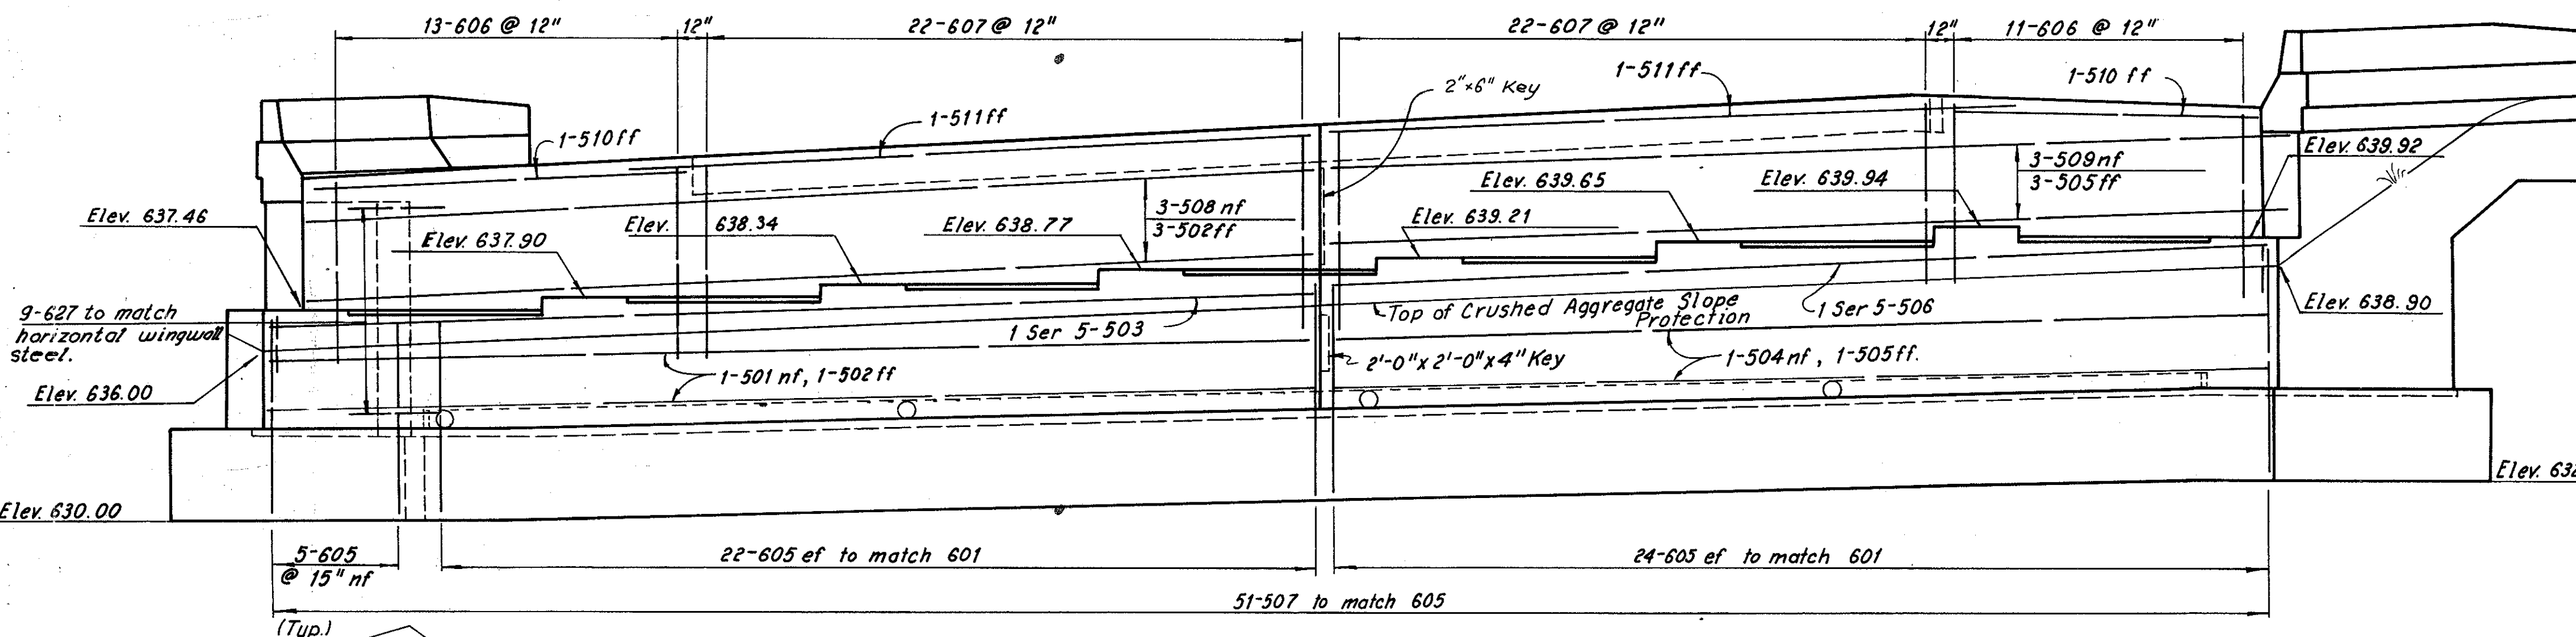 13-606 @ 12"
12"
22-607 @ 12"
22-607 @ 12"
12"
11-606 @ 12"
1-511ff
1-510 ff
2"x6" Key
1-511ff
1-510ff
Elev. 639.92
3-509nf
3-505ff
Elev. 639.65
Elev. 639.94
Elev. 637.46
3-508 nf
3-502ff
Elev. 639.21
Elev. 638.34
Elev. 638.77
Elev. 637.90
9-627 to match
horizontal wingwall
steel.
Top of Crushed Aggregate Slope
Protection
1 Ser 5-506
Elev. 638.90
1 Ser 5-503
2'-0"x 2'-0"x 4" Key
1-504nf, 1-505ff.
1-501 nf, 1-502ff
Elev. 636.00
Elev. 630.00
Elev. 632
5-605
@ 15" nf
22-605 ef to match 601
24-605 ef to match 601
51-507 to match 605
(Typ.)